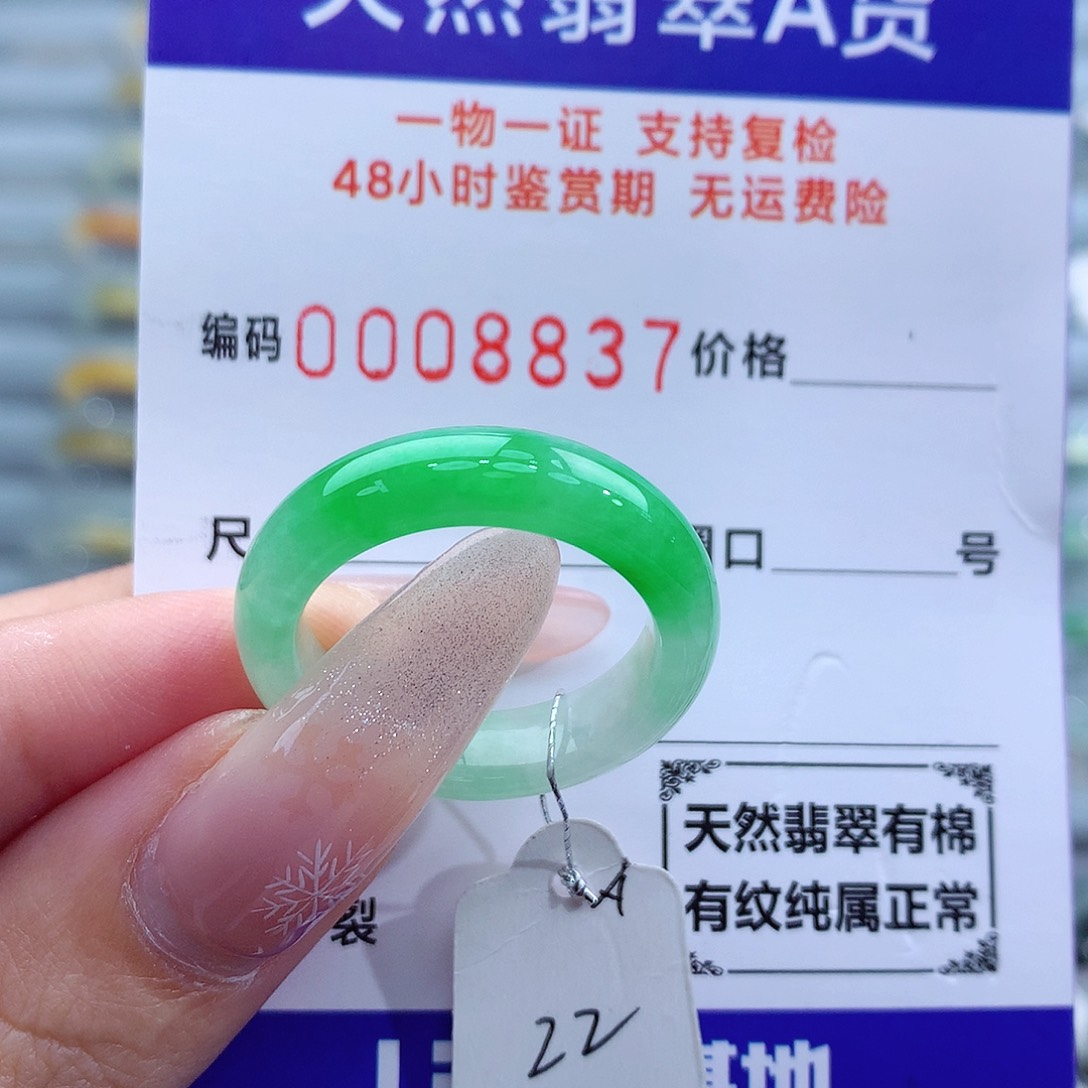 天然翡翠A货
一物一证 支持复检
48小时鉴赏期 无运费险
编码 0008837 价格
尺 口 号
天然翡翠有棉
有纹纯属正常
裂
A
22
基地